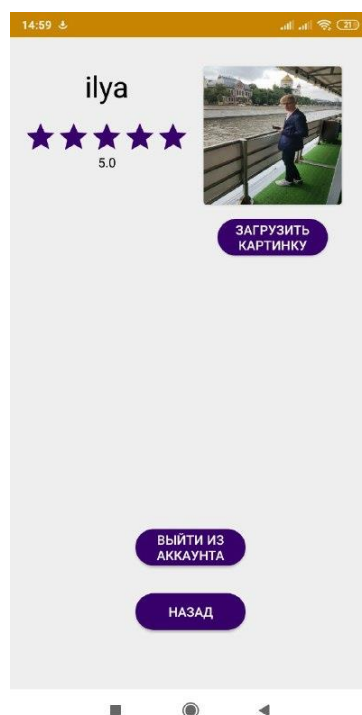 14:59
21
ilya
5.0
ЗАГРУЗИТЬ
КАРТИНКУ
ВЫЙТИ ИЗ
АККАУНТА
НАЗАД